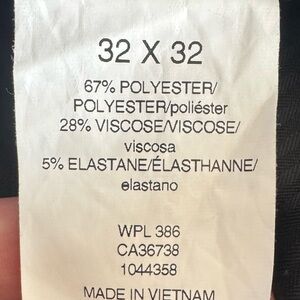 32 X 32
67% POLYESTER/
POLYESTER/poliéster
28% VISCOSE/VISCOSE/
viscosa
5% ELASTANE/ÉLASTHANNE/
elastano
WPL 386
CA36738
1044358
MADE IN VIETNAM